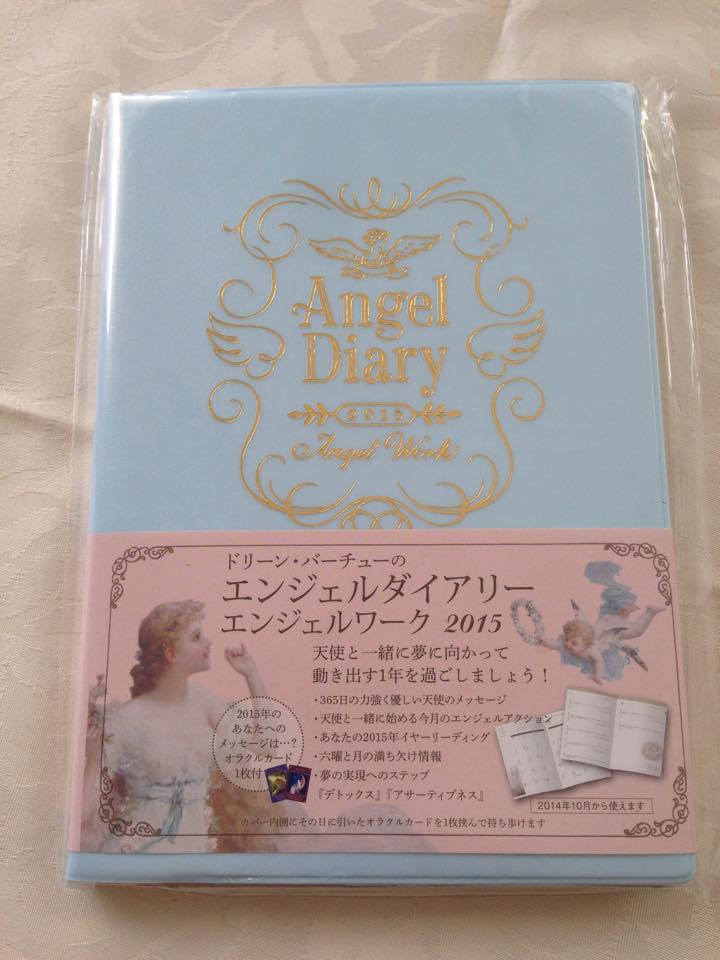 Angel
Diary
2015
Angel Work
ドリーン・バーチューの
エンジェルダイアリー
エンジェルワーク 2015
天使と一緒に夢に向かって
動き出す1年を過ごしましょう！
・365日の力強く優しい天使のメッセージ
・天使と一緒に始める今月のエンジェルアクション
・あなたの2015年イヤーリーディング
・六曜と月の満ち欠け情報
・夢の実現へのステップ
『デトックス』『アサーティブネス』
2015年の
あなたへの
メッセージは…?
オラクルカード
1枚付
2014年10月から使えます
カバー内側にその日に引いたオラクルカードを1枚挟んで持ち歩けます